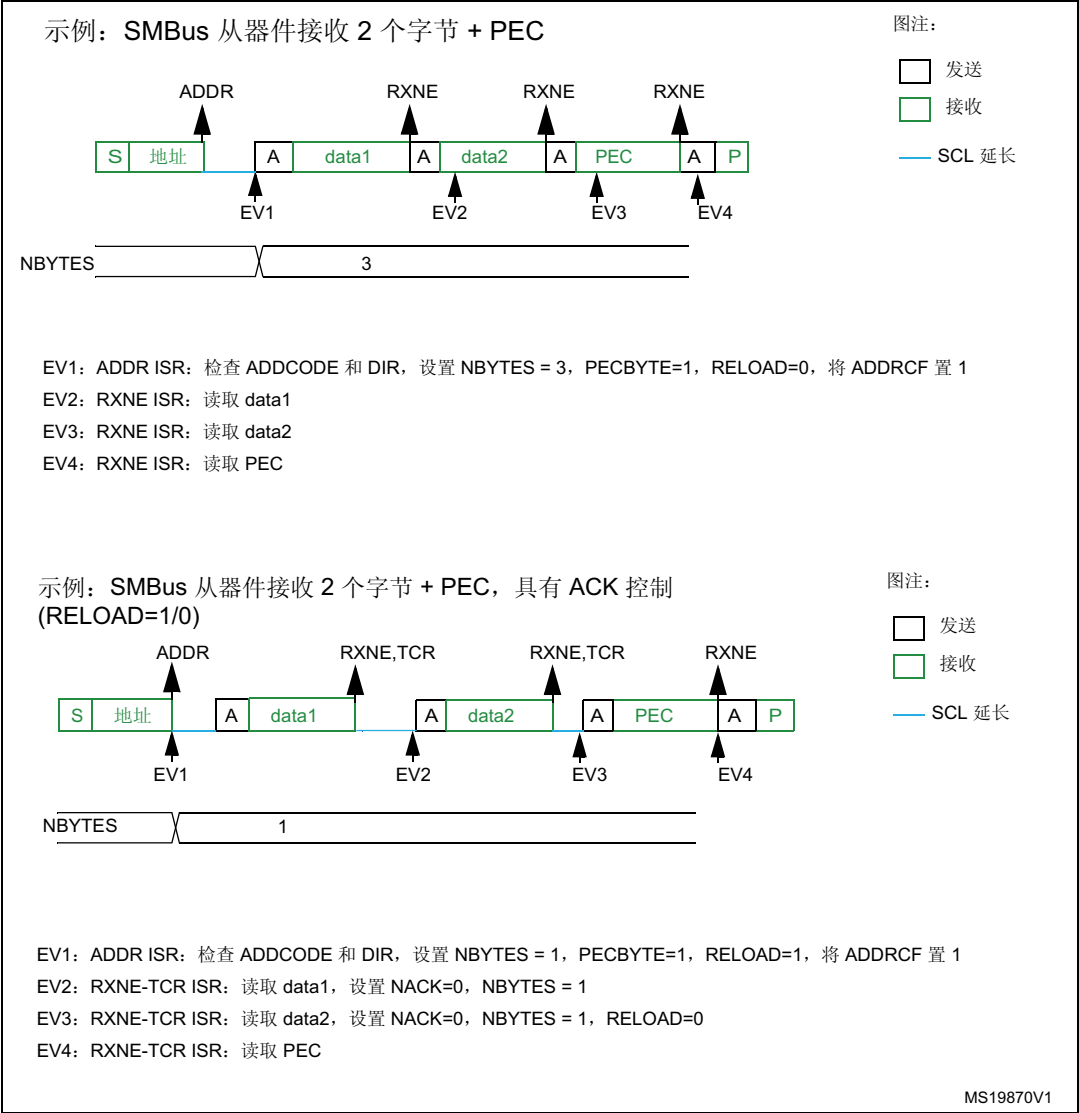 示例：SMBus 从器件接收 2 个字节 + PEC
图注：
发送
接收
SCL 延长
ADDR RXNE RXNE RXNE
S 地址 A data1 A data2 A PEC A P
EV1 EV2 EV3 EV4
NBYTES 3
EV1：ADDR ISR：检查 ADDCODE 和 DIR，设置 NBYTES = 3，PECBYTE=1，RELOAD=0，将 ADDRCF 置 1
EV2：RXNE ISR：读取 data1
EV3：RXNE ISR：读取 data2
EV4：RXNE ISR：读取 PEC
示例：SMBus 从器件接收 2 个字节 + PEC，具有 ACK 控制
(RELOAD=1/0)
图注：
发送
接收
SCL 延长
ADDR RXNE,TCR RXNE,TCR RXNE
S 地址 A data1 A data2 A PEC A P
EV1 EV2 EV3 EV4
NBYTES 1
EV1：ADDR ISR：检查 ADDCODE 和 DIR，设置 NBYTES = 1，PECBYTE=1，RELOAD=1，将 ADDRCF 置 1
EV2：RXNE-TCR ISR：读取 data1，设置 NACK=0，NBYTES = 1
EV3：RXNE-TCR ISR：读取 data2，设置 NACK=0，NBYTES = 1，RELOAD=0
EV4：RXNE-TCR ISR：读取 PEC
MS19870V1